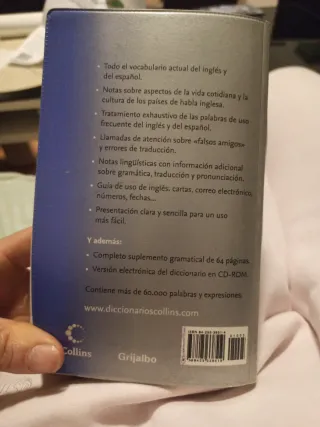 • Todo el vocabulario actual del inglés y
del español.
• Notas sobre aspectos de la vida cotidiana y la
cultura de los países de habla inglesa.
• Tratamiento exhaustivo de las palabras de uso
frecuente del inglés y del español.
• Llamadas de atención sobre «falsos amigos»
y errores de traducción.
• Notas lingüísticas con información adicional
sobre gramática, traducción y pronunciación.
• Guía de uso de inglés: cartas, correo electrónico,
números, fechas...
• Presentación clara y sencilla para un uso
más fácil.
Y además:
• Completo suplemento gramatical de 64 páginas.
• Versión electrónica del diccionario en CD-ROM.
Contiene más de 60.000 palabras y expresiones.
www.diccionarioscollins.com
Collins
Grijalbo